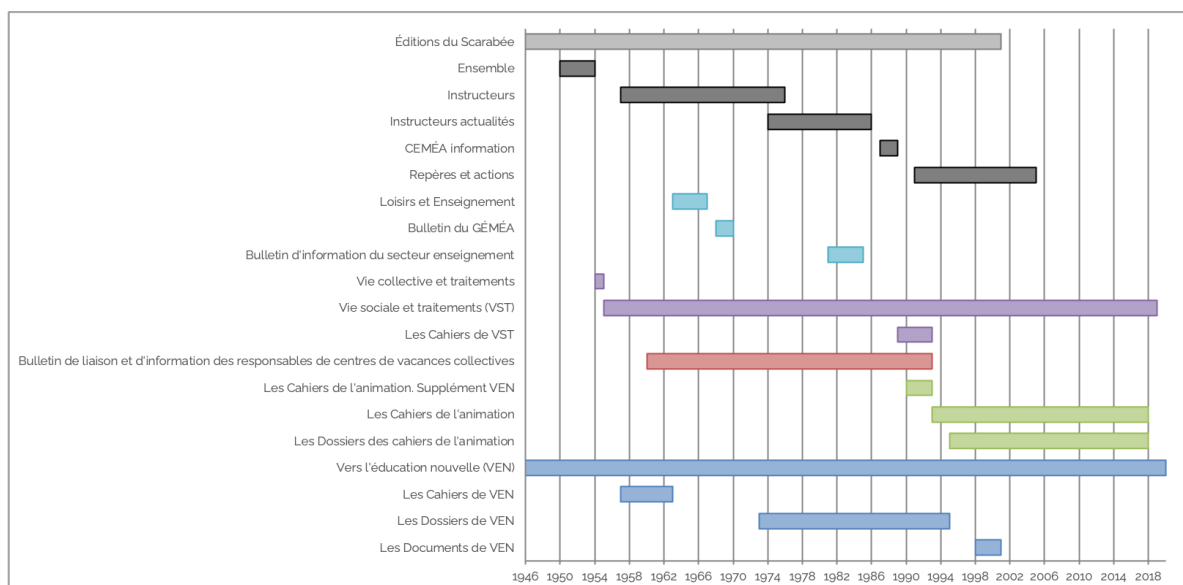 Éditions du Scarabée
Ensemble
Instructeurs
Instructeurs actualités
CEMÉA information
Repères et actions
Loisirs et Enseignement
Bulletin du GÉMÉA
Bulletin d'information du secteur enseignement
Vie collective et traitements
Vie sociale et traitements (VST)
Les Cahiers de VST
Bulletin de liaison et d'information des responsables de centres de vacances collectives
Les Cahiers de l'animation. Supplément VEN
Les Cahiers de l'animation
Les Dossiers des cahiers de l'animation
Vers l'éducation nouvelle (VEN)
Les Cahiers de VEN
Les Dossiers de VEN
Les Documents de VEN
1946 1950 1954 1958 1962 1966 1970 1974 1978 1982 1986 1990 1994 1998 2002 2006 2010 2014 2018